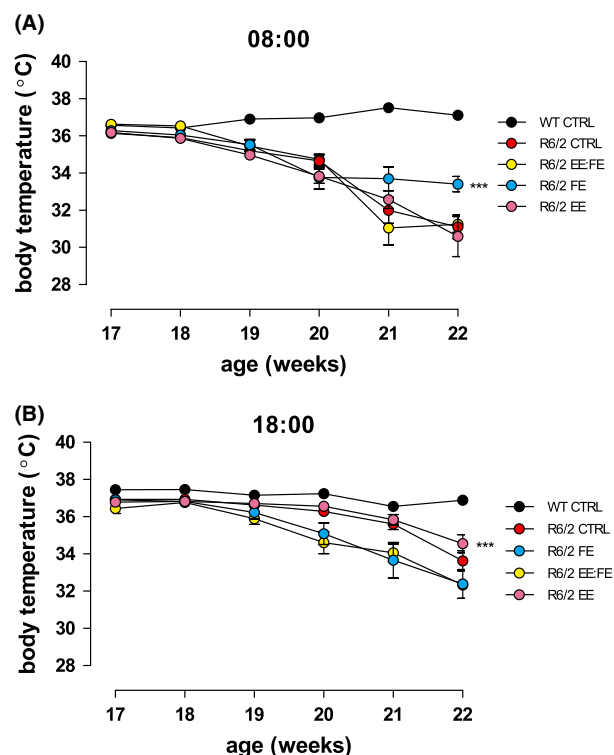 (A)
08:00
body temperature (°C)
40
38
36
34
32
30
28
17 18 19 20 21 22
age (weeks)
WT CTRL
R6/2 CTRL
R6/2 EE:FE
R6/2 FE
R6/2 EE
***
(B)
18:00
body temperature (°C)
40
38
36
34
32
30
28
17 18 19 20 21 22
age (weeks)
WT CTRL
R6/2 CTRL
R6/2 FE
R6/2 EE:FE
R6/2 EE
***